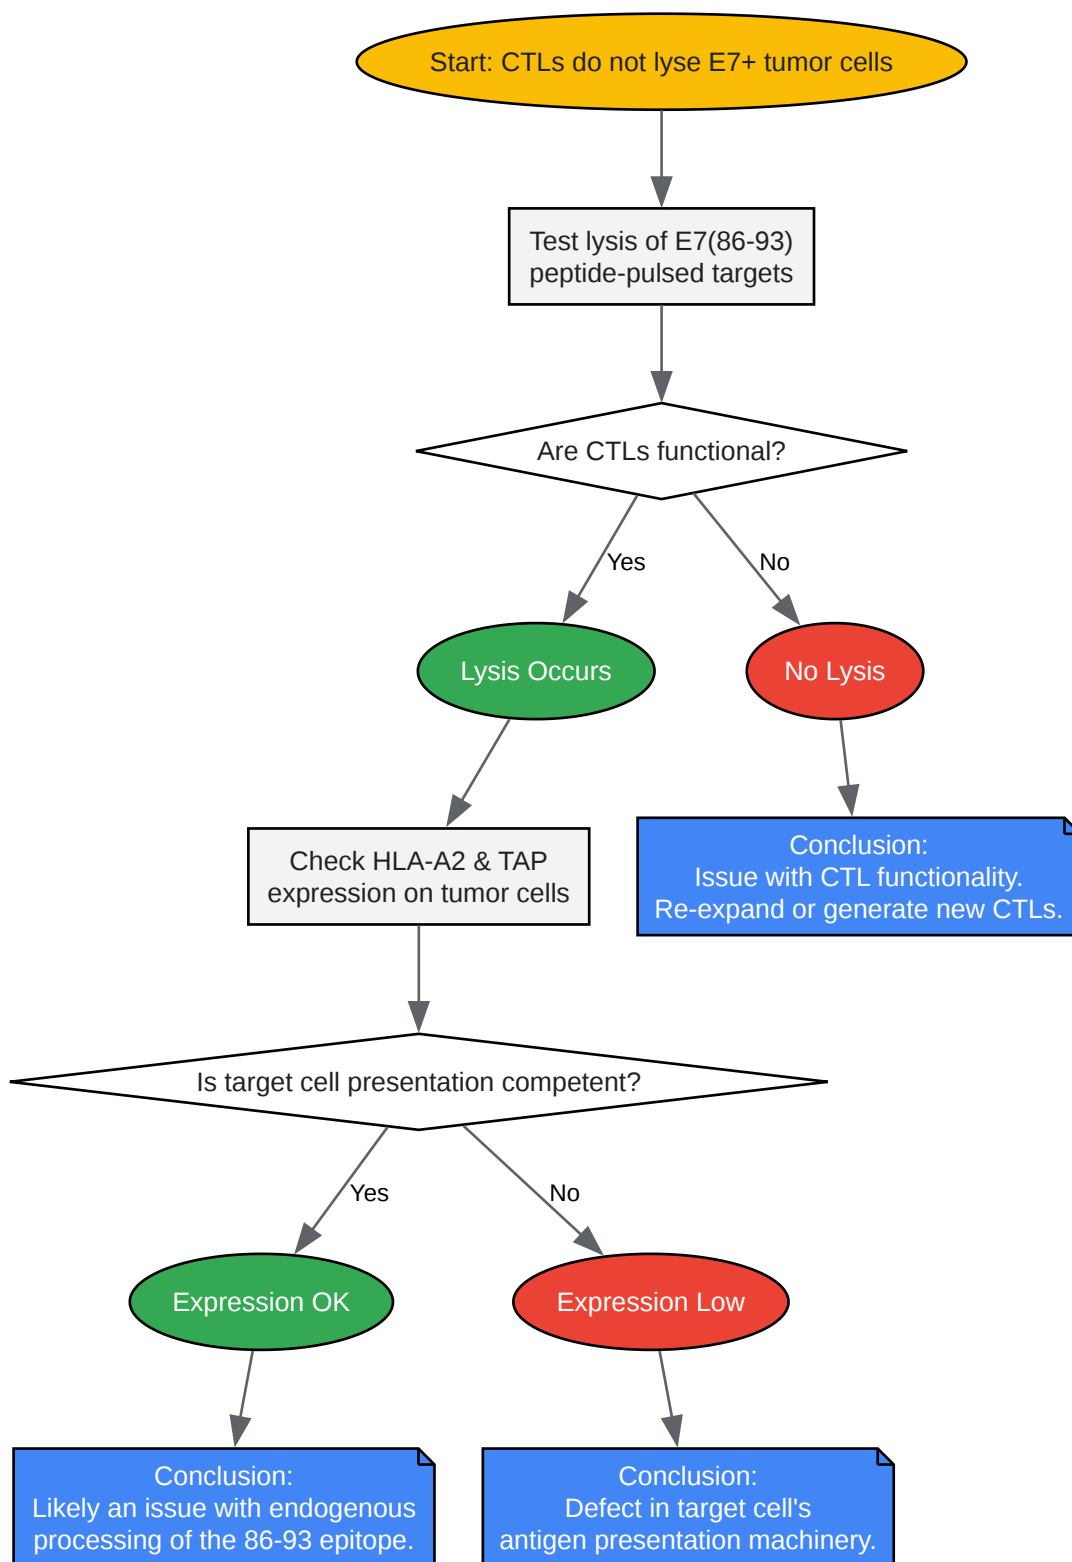 Start: CTLs do not lyse E7+ tumor cells
Test lysis of E7(86-93)
peptide-pulsed targets
Are CTLs functional?
Yes
No
Lysis Occurs
No Lysis
Check HLA-A2 & TAP
expression on tumor cells
Conclusion:
Issue with CTL functionality.
Re-expand or generate new CTLs.
Is target cell presentation competent?
Yes
No
Expression OK
Expression Low
Conclusion:
Likely an issue with endogenous
processing of the 86-93 epitope.
Conclusion:
Defect in target cell's
antigen presentation machinery.